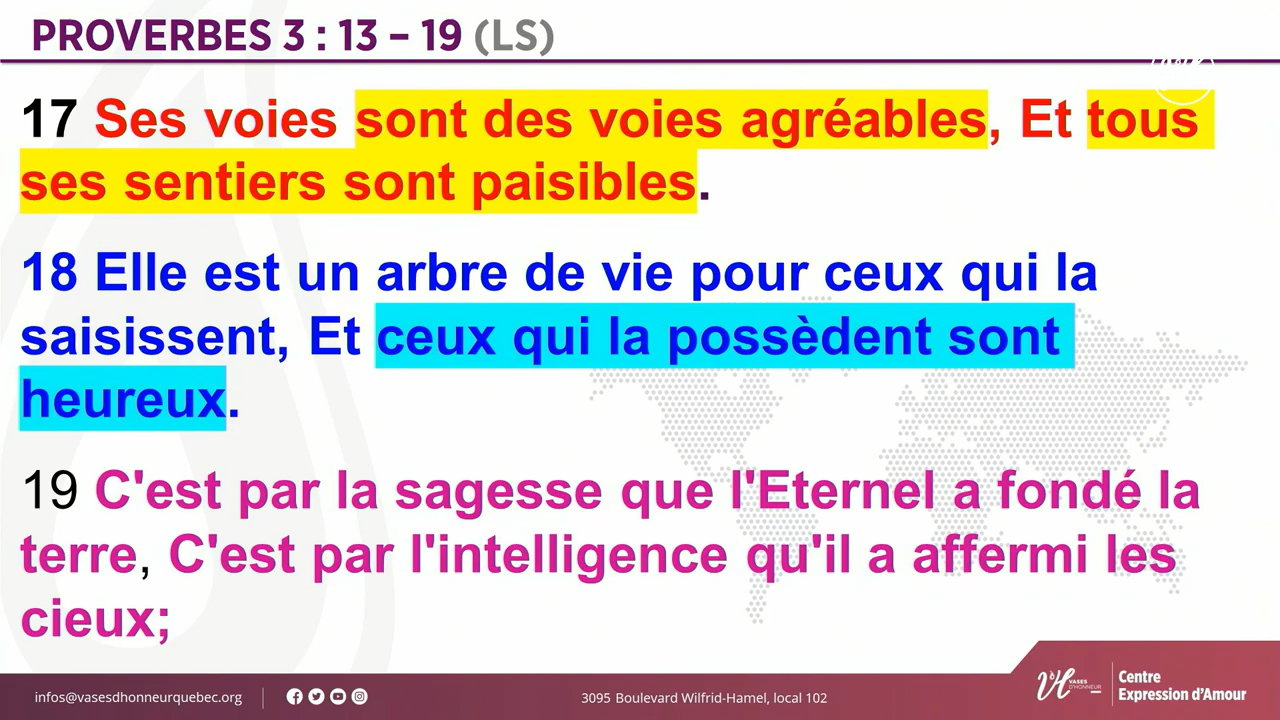 PROVERBES 3 : 13 – 19 (LS)
17 Ses voies sont des voies agréables, Et tous
ses sentiers sont paisibles.
18 Elle est un arbre de vie pour ceux qui la
saisissent, Et ceux qui la possèdent sont
heureux.
19 C'est par la sagesse que l'Eternel a fondé la
terre, C'est par l'intelligence qu'il a affermi les
cieux;
infos@vasesdhonneurquebec.org
3095 Boulevard Wilfrid-Hamel, local 102
VH VASES D'HONNEUR
Centre
Expression d'Amour